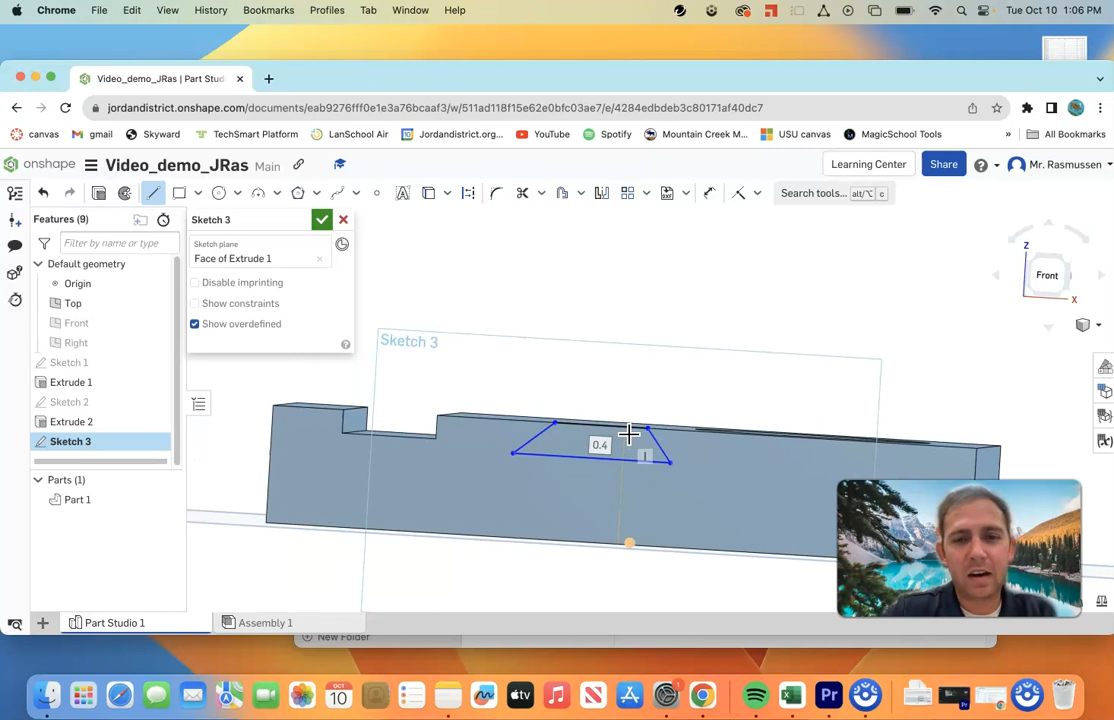 Chrome File Edit View History Bookmarks Profiles Tab Window Help Tue Oct 10 1:06 PM
Video_demo_JRas | Part Studio
jordandistrict.onshape.com/documents/eab9276fff0e1e3a76bcaaf3/w/511ad118f15e62e0bfc03ae7/e/4284edbdeb3c80171af40dc7
canvas gmail Skyward TechSmart Platform LanSchool Air Jordandistrict.org... YouTube Spotify Mountain Creek M... USU canvas MagicSchool Tools » All Bookmarks
onshape Video_demo_JRas Main Learning Center Share Mr. Rasmussen
Search tools... alt/⌥ c
Features (9)
Filter by name or type
Default geometry
Origin
Top
Front
Right
Sketch 1
Extrude 1
Sketch 2
Extrude 2
Sketch 3
Parts (1)
Part 1
Sketch 3
Sketch plane
Face of Extrude 1
Disable imprinting
Show constraints
Show overdefined
Sketch 3
0.4
Z
Front
X
Part Studio 1 Assembly 1
New Folder
OCT
10
1